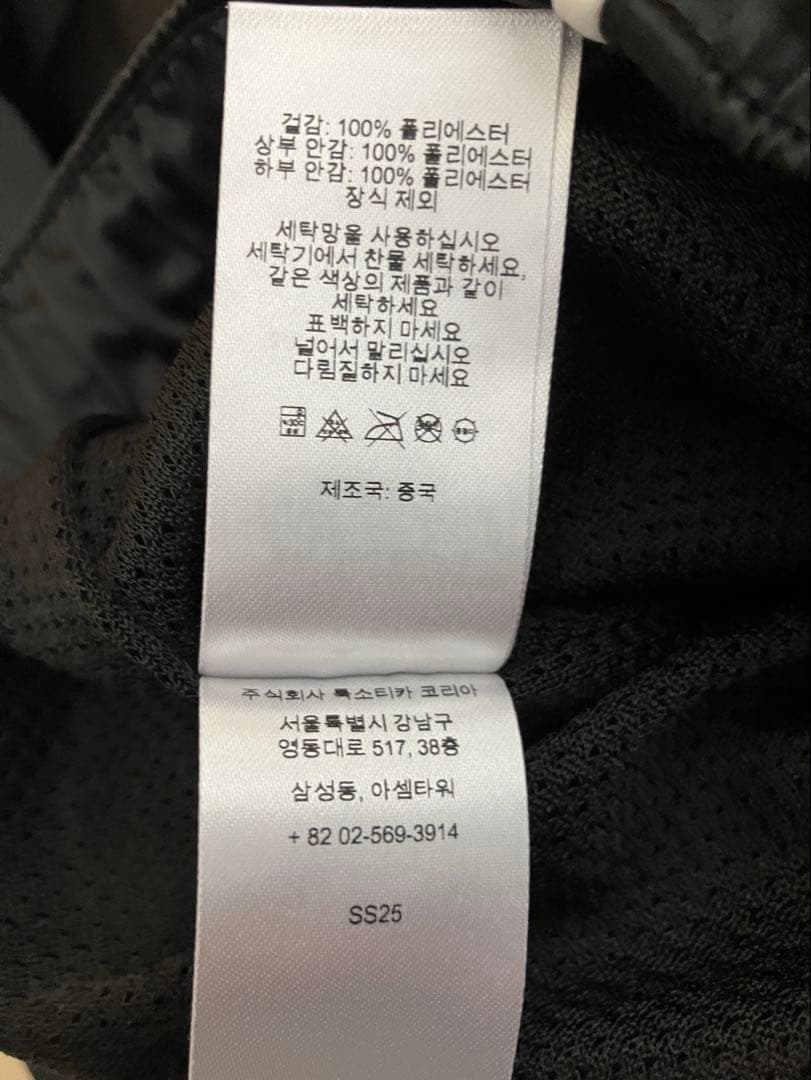 겉감: 100% 폴리에스터
상부 안감: 100% 폴리에스터
하부 안감: 100% 폴리에스터
장식 제외
세탁망을 사용하십시오
세탁기에서 찬물 세탁하세요,
같은 색상의 제품과 같이
세탁하세요
표백하지 마세요
널어서 말리십시오
다림질하지 마세요
제조국: 중국
주식회사 룩소티카 코리아
서울특별시 강남구
영동대로 517, 38층
삼성동, 아셈타워
+ 82 02-569-3914
SS25